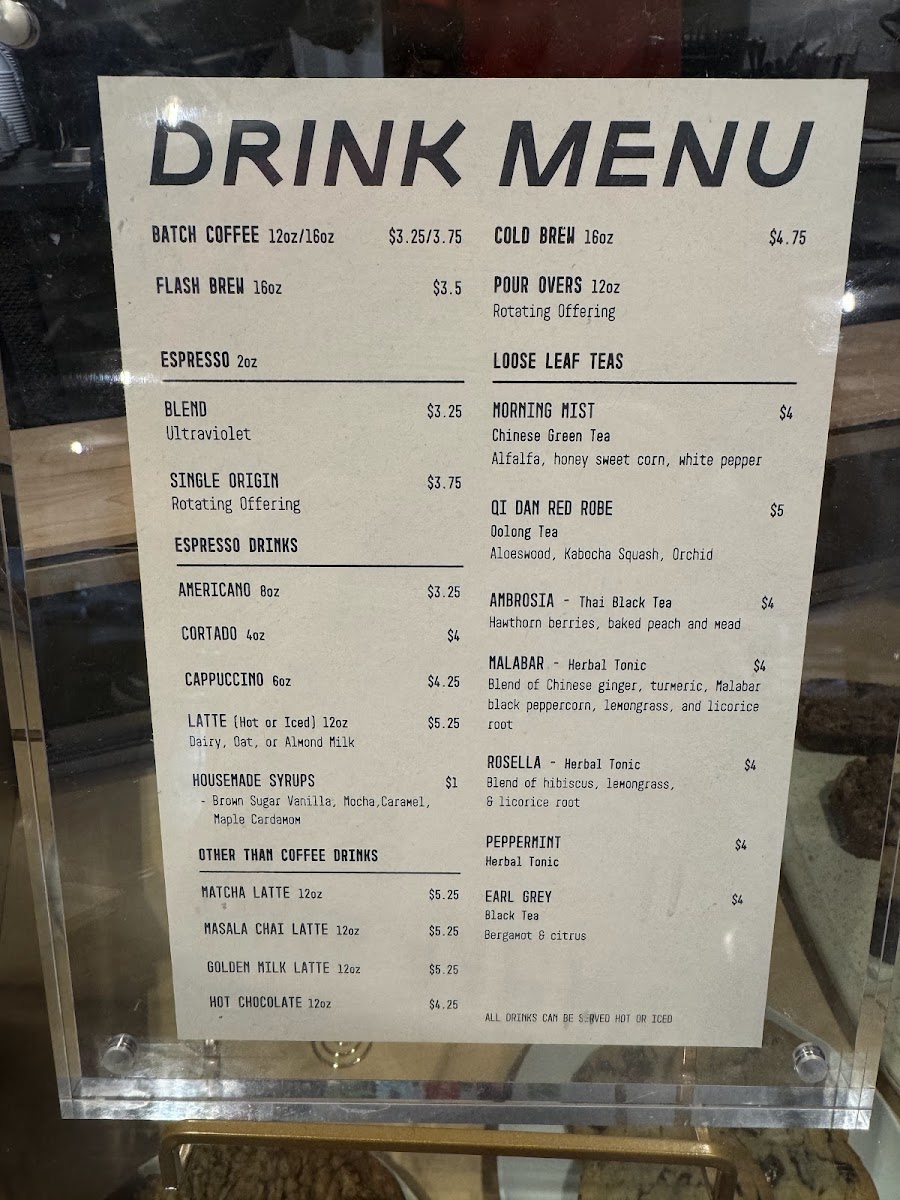 DRINK MENU
BATCH COFFEE 12oz/16oz $3.25/3.75
FLASH BREW 16oz $3.5
ESPRESSO 2oz
BLEND $3.25
Ultraviolet
SINGLE ORIGIN $3.75
Rotating Offering
ESPRESSO DRINKS
AMERICANO 8oz $3.25
CORTADO 4oz $4
CAPPUCCINO 6oz $4.25
LATTE (Hot or Iced) 12oz $5.25
Dairy, Oat, or Almond Milk
HOUSEMADE SYRUPS $1
- Brown Sugar Vanilla, Mocha,Caramel,
Maple Cardamom
OTHER THAN COFFEE DRINKS
MATCHA LATTE 12oz $5.25
MASALA CHAI LATTE 12oz $5.25
GOLDEN MILK LATTE 12oz $5.25
HOT CHOCOLATE 12oz $4.25
COLD BREW 16oz $4.75
POUR OVERS 12oz
Rotating Offering
LOOSE LEAF TEAS
MORNING MIST $4
Chinese Green Tea
Alfalfa, honey sweet corn, white pepper
QI DAN RED ROBE $5
Oolong Tea
Aloeswood, Kabocha Squash, Orchid
AMBROSIA - Thai Black Tea $4
Hawthorn berries, baked peach and mead
MALABAR - Herbal Tonic $4
Blend of Chinese ginger, turmeric, Malabar
black peppercorn, lemongrass, and licorice
root
ROSELLA - Herbal Tonic $4
Blend of hibiscus, lemongrass,
& licorice root
PEPPERMINT $4
Herbal Tonic
EARL GREY $4
Black Tea
Bergamot & citrus
ALL DRINKS CAN BE SERVED HOT OR ICED